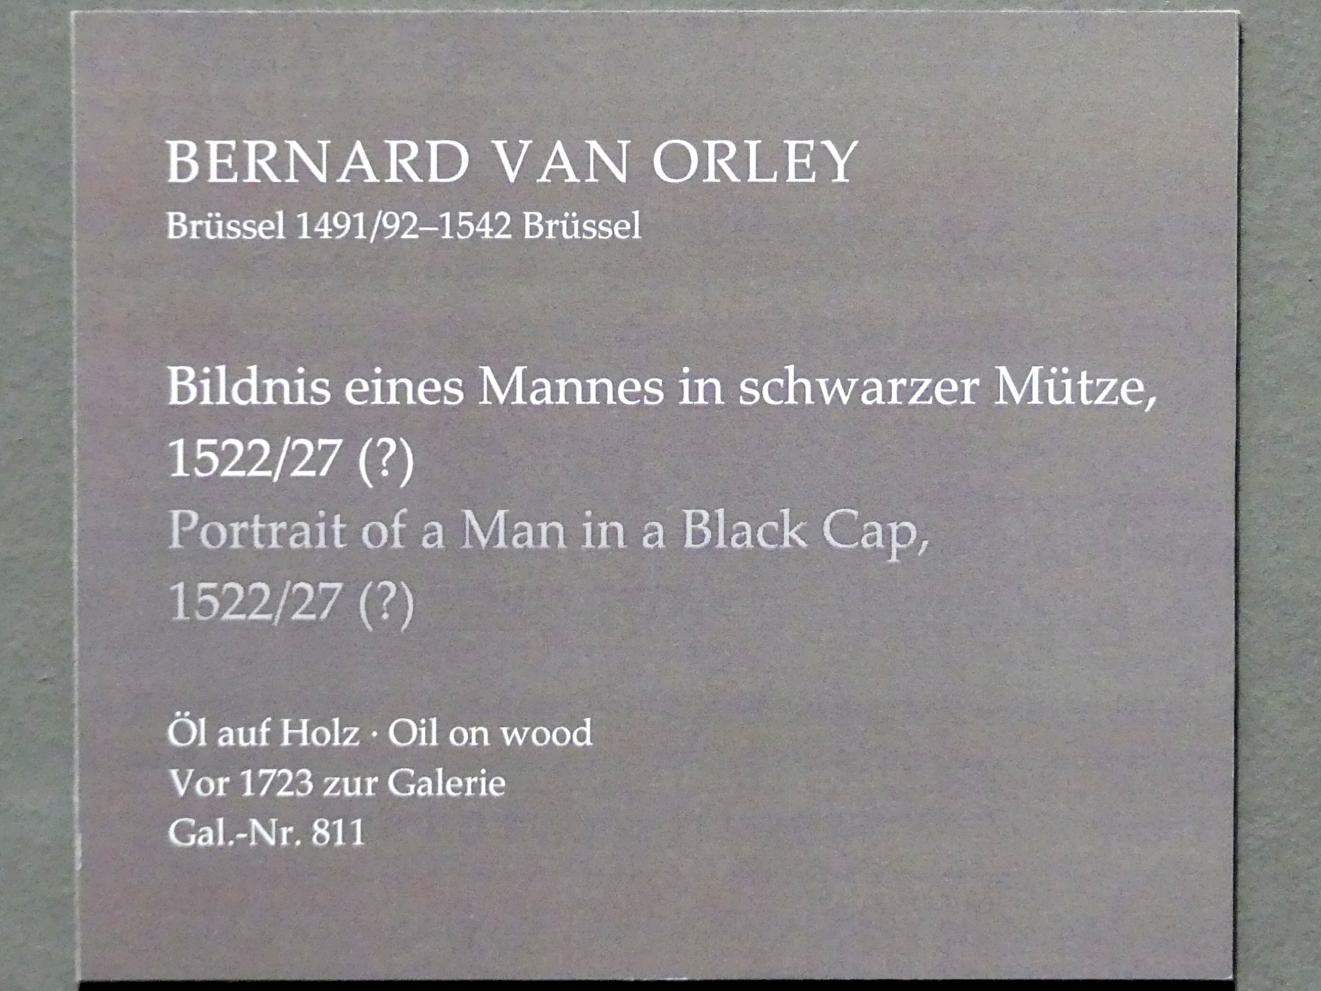 BERNARD VAN ORLEY
Brüssel 1491/92–1542 Brüssel
Bildnis eines Mannes in schwarzer Mütze,
1522/27 (?)
Portrait of a Man in a Black Cap,
1522/27 (?)
Öl auf Holz · Oil on wood
Vor 1723 zur Galerie
Gal.-Nr. 811